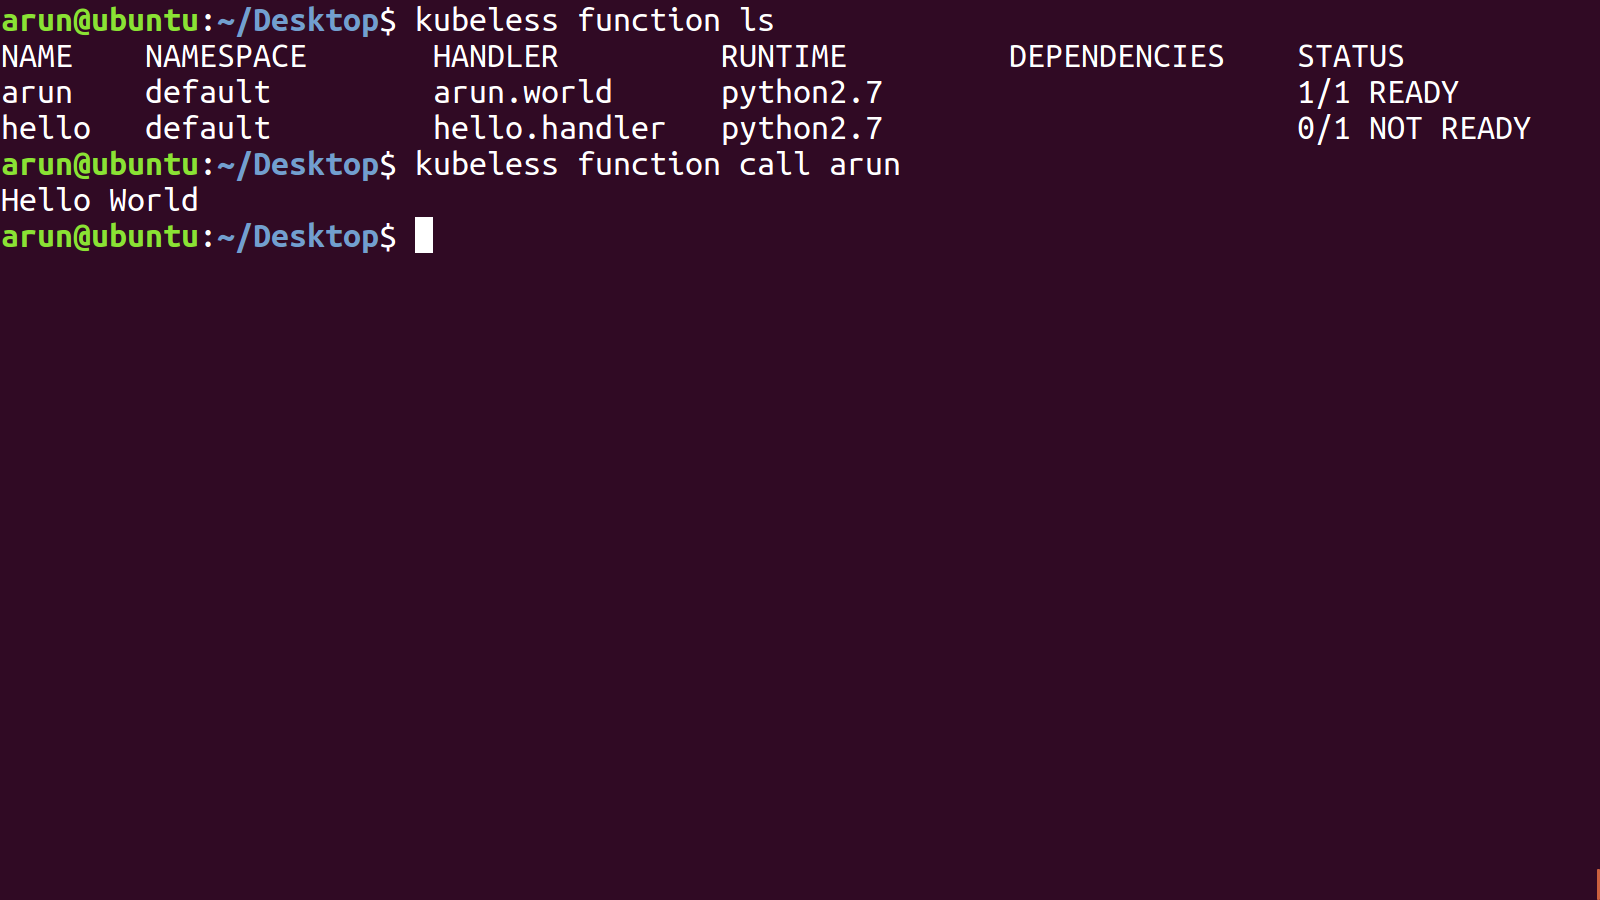 arun@ubuntu:~/Desktop$ kubeless function ls
NAME    NAMESPACE       HANDLER         RUNTIME         DEPENDENCIES    STATUS
arun    default         arun.world      python2.7                       1/1 READY
hello   default         hello.handler   python2.7                       0/1 NOT READY
arun@ubuntu:~/Desktop$ kubeless function call arun
Hello World
arun@ubuntu:~/Desktop$